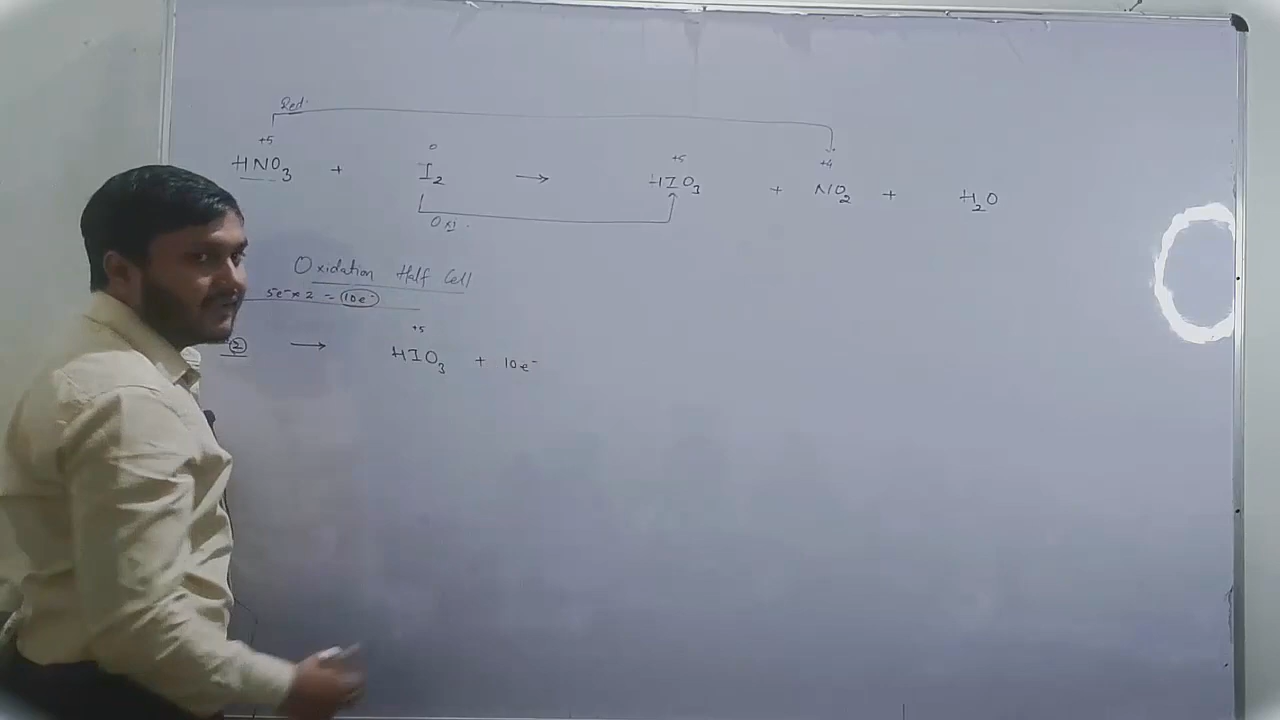 Red.
+5 0 +5 +4
HNO3 + I2 → HIO3 + NO2 + H2O
Oxi.
Oxidation Half Cell
5e⁻ x 2 = 10e⁻
+5
2 → HIO3 + 10e⁻